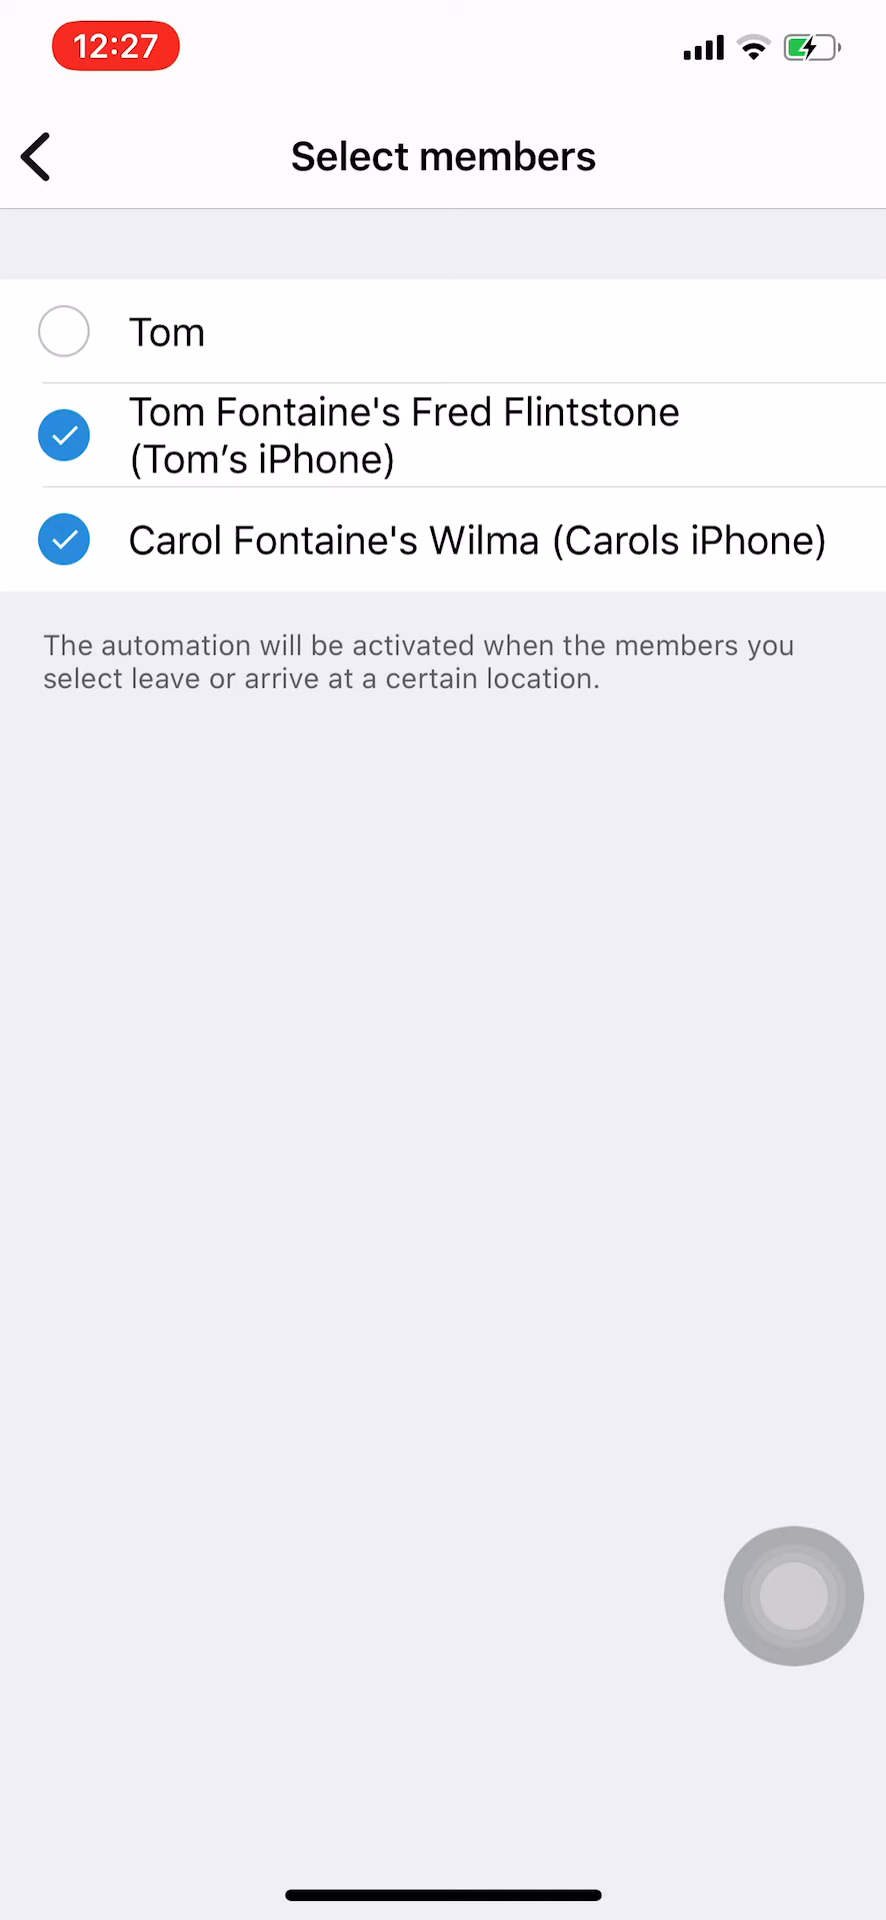 12:27
Select members
Tom
Tom Fontaine's Fred Flintstone
(Tom’s iPhone)
Carol Fontaine's Wilma (Carols iPhone)
The automation will be activated when the members you
select leave or arrive at a certain location.